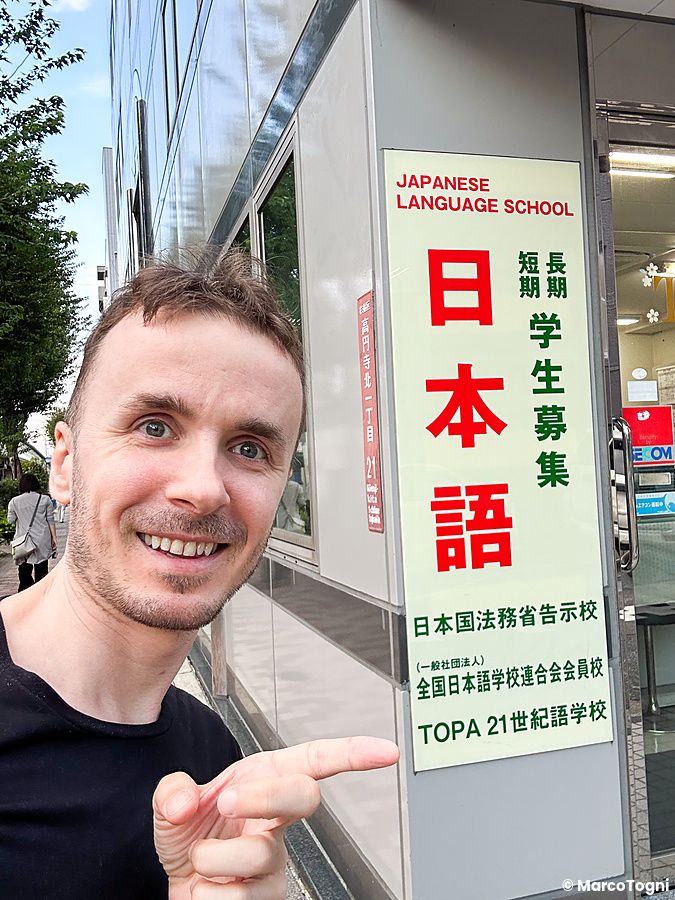 JAPANESE
LANGUAGE SCHOOL
日本語
長期
短期
学生募集
日本国法務省告示校
(一般社団法人)
全国日本語学校連合会会員校
TOPA 21世紀語学校
高円寺北一丁目
21
SECOM
© MarcoTogni